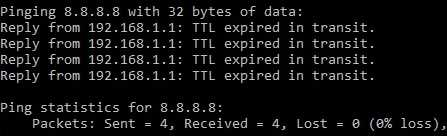 Pinging 8.8.8.8 with 32 bytes of data:
Reply from 192.168.1.1: TTL expired in transit.
Reply from 192.168.1.1: TTL expired in transit.
Reply from 192.168.1.1: TTL expired in transit.
Reply from 192.168.1.1: TTL expired in transit.
Ping statistics for 8.8.8.8:
Packets: Sent = 4, Received = 4, Lost = 0 (0% loss),